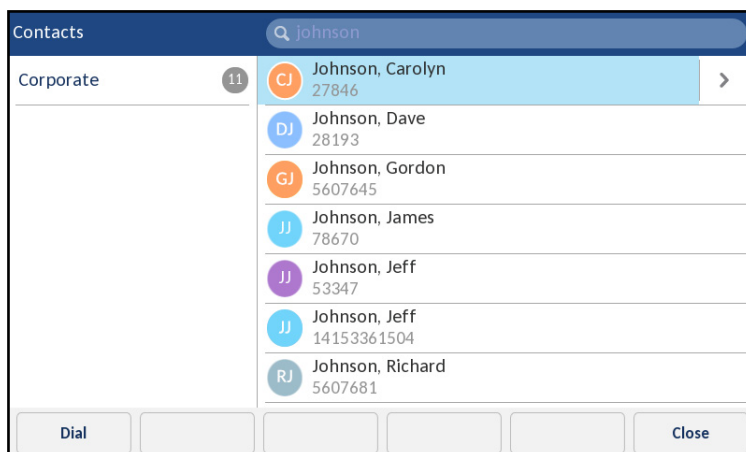 Contacts
johnson
Corporate 11
CJ Johnson, Carolyn
27846
DJ Johnson, Dave
28193
GJ Johnson, Gordon
5607645
JJ Johnson, James
78670
JJ Johnson, Jeff
53347
JJ Johnson, Jeff
14153361504
RJ Johnson, Richard
5607681
Dial Close